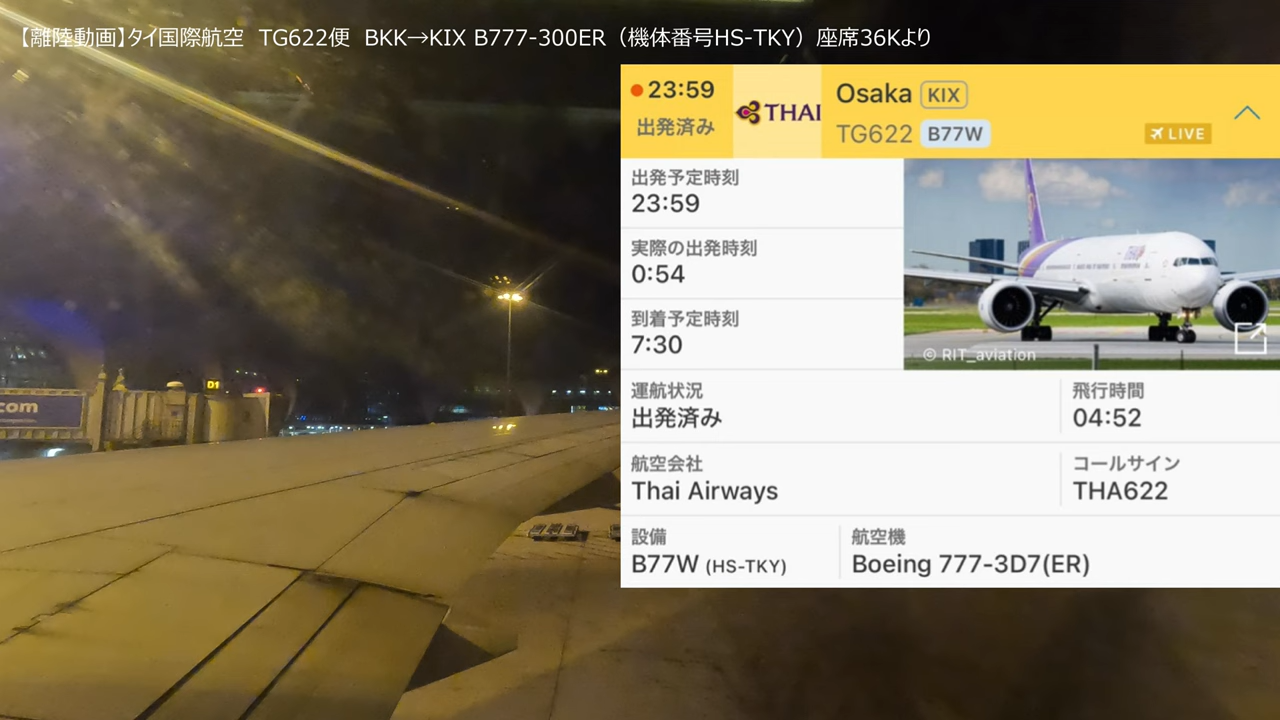 【離陸動画】タイ国際航空　TG622便　BKK→KIX B777-300ER（機体番号HS-TKY）座席36Kより
23:59
出発済み
THAI
Osaka KIX
TG622 B77W
LIVE
出発予定時刻
23:59
実際の出発時刻
0:54
到着予定時刻
7:30
© RIT_aviation
運航状況
出発済み
飛行時間
04:52
航空会社
Thai Airways
コールサイン
THA622
設備
B77W (HS-TKY)
航空機
Boeing 777-3D7(ER)
D1
com